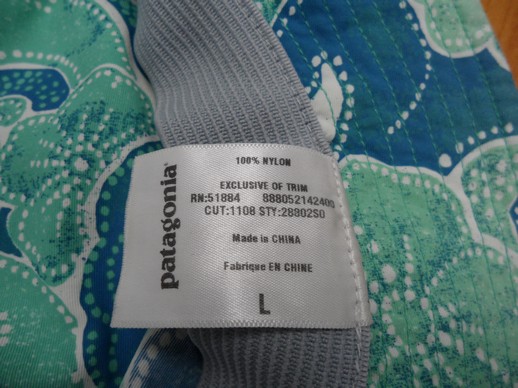 patagonia®
100% NYLON
EXCLUSIVE OF TRIM
RN:51884 888052142400
CUT:1108 STY:28802S0
Made in CHINA
Fabriqué EN CHINE
L